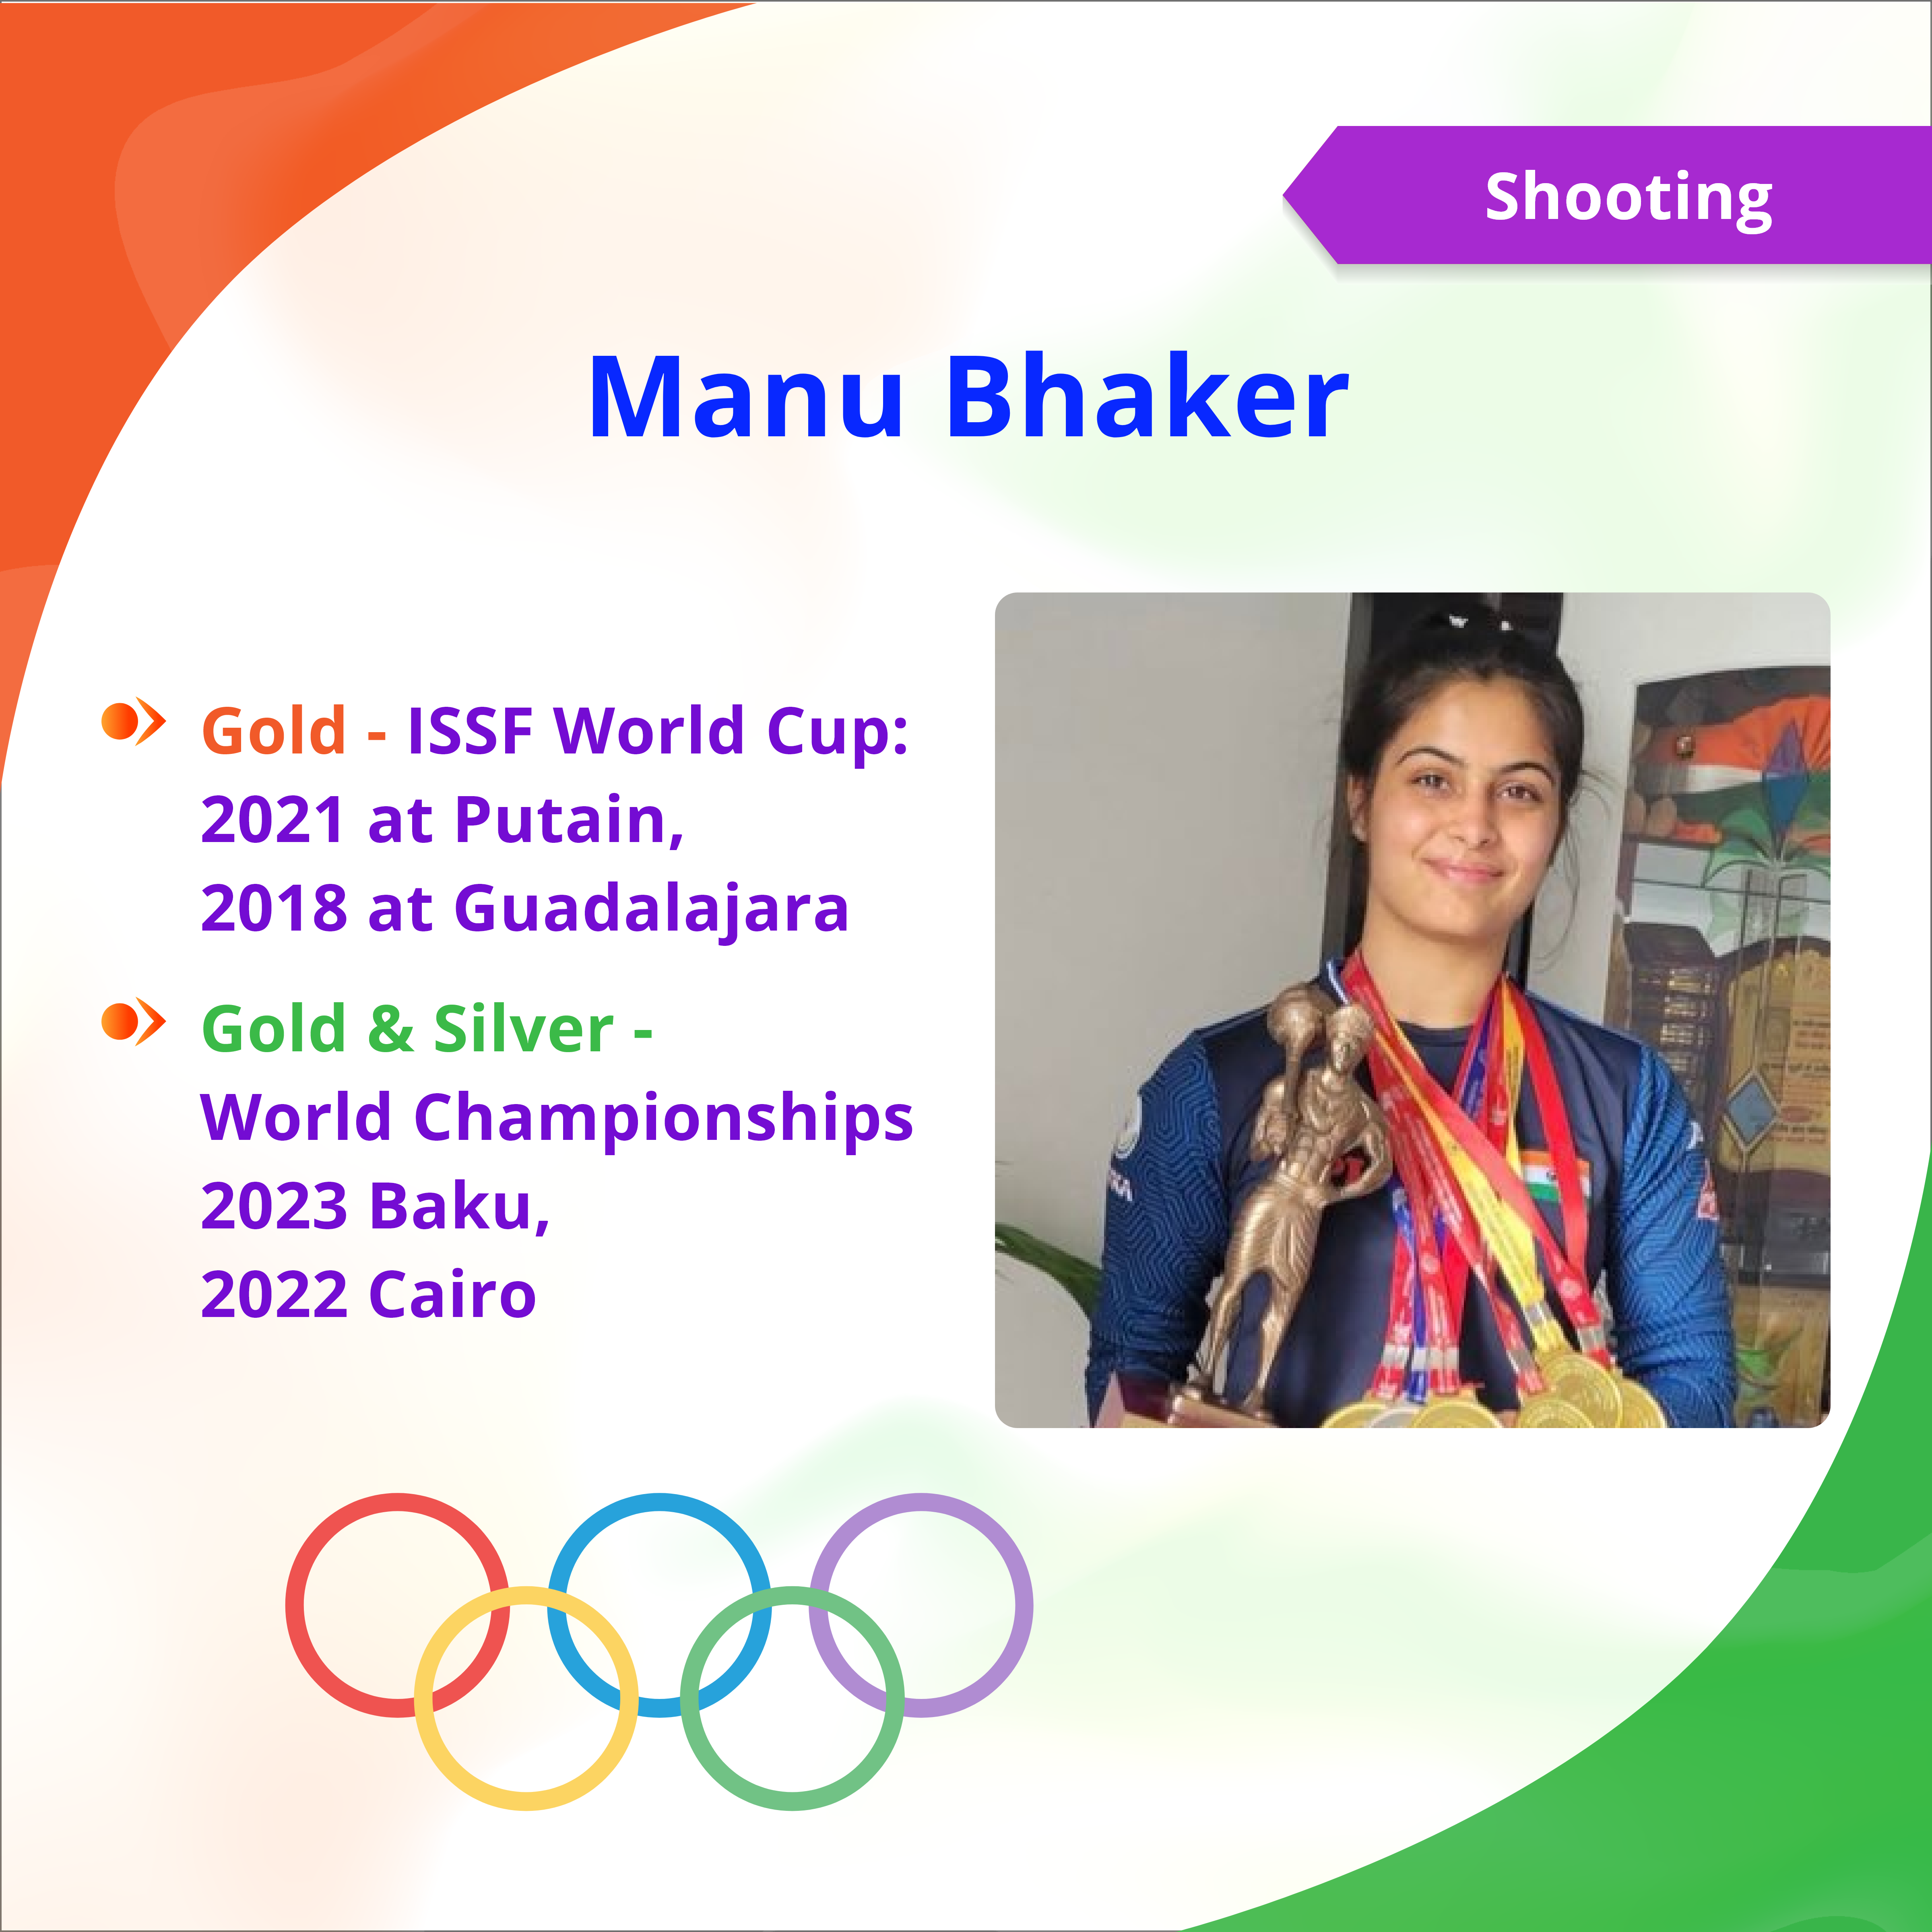 Shooting
Manu Bhaker
Gold - ISSF World Cup:
2021 at Putain,
2018 at Guadalajara
Gold & Silver -
World Championships
2023 Baku,
2022 Cairo